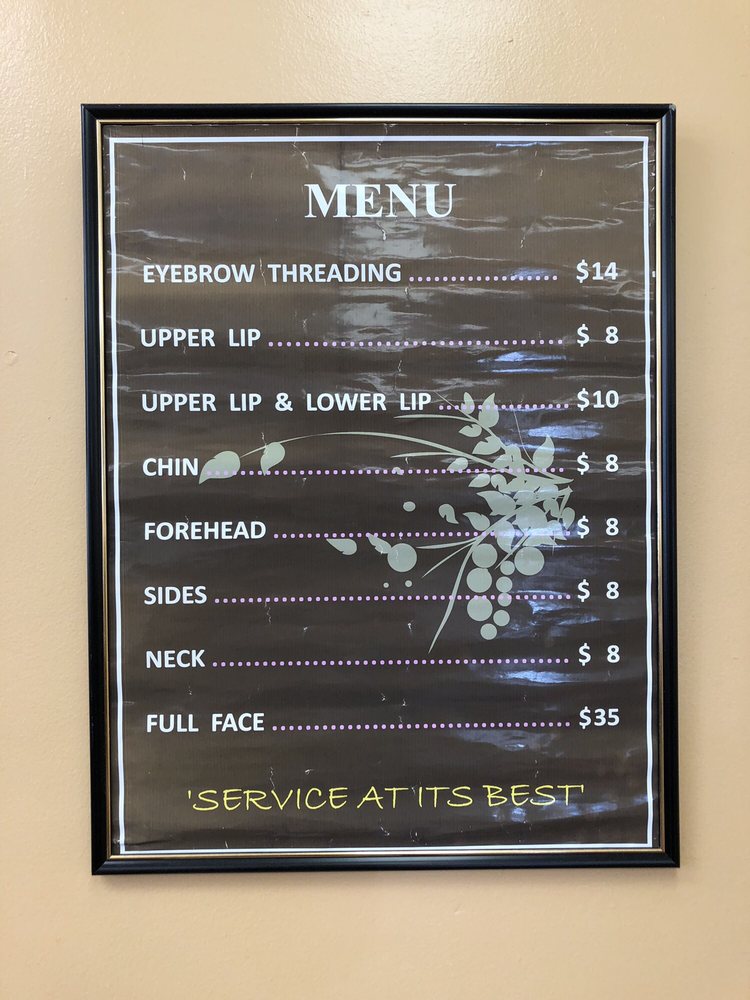 MENU
EYEBROW THREADING ................... $14
UPPER LIP ...................................... $ 8
UPPER LIP & LOWER LIP ................. $10
CHIN ............................................... $ 8
FOREHEAD ...................................... $ 8
SIDES .............................................. $ 8
NECK .............................................. $ 8
FULL FACE ...................................... $35
'SERVICE AT ITS BEST'